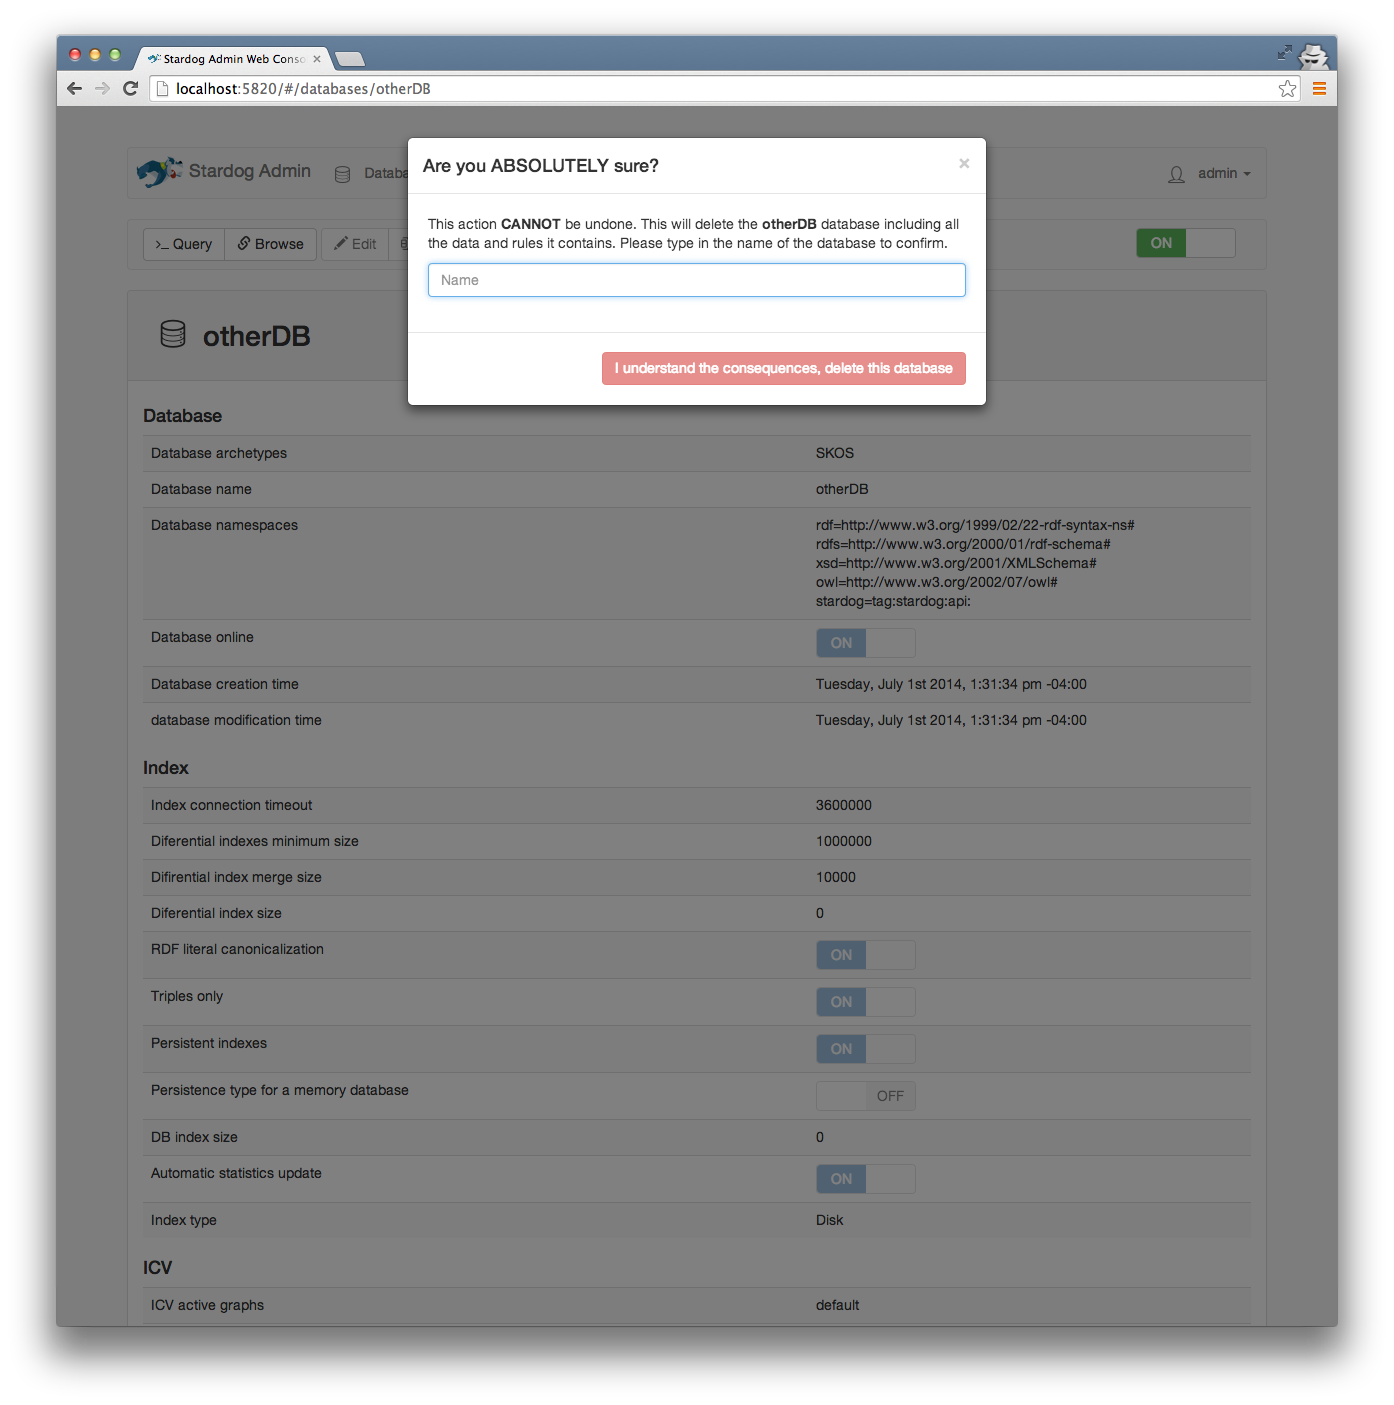 Stardog Admin Web Conso
localhost:5820/#/databases/otherDB
Are you ABSOLUTELY sure? ×
Stardog Admin Databa admin
This action CANNOT be undone. This will delete the otherDB database including all
the data and rules it contains. Please type in the name of the database to confirm.
>_ Query Browse Edit ON
Name
otherDB
I understand the consequences, delete this database
Database
Database archetypes SKOS
Database name otherDB
Database namespaces rdf=http://www.w3.org/1999/02/22-rdf-syntax-ns#
rdfs=http://www.w3.org/2000/01/rdf-schema#
xsd=http://www.w3.org/2001/XMLSchema#
owl=http://www.w3.org/2002/07/owl#
stardog=tag:stardog:api:
Database online ON
Database creation time Tuesday, July 1st 2014, 1:31:34 pm -04:00
database modification time Tuesday, July 1st 2014, 1:31:34 pm -04:00
Index
Index connection timeout 3600000
Diferential indexes minimum size 1000000
Difirential index merge size 10000
Diferential index size 0
RDF literal canonicalization ON
Triples only ON
Persistent indexes ON
Persistence type for a memory database OFF
DB index size 0
Automatic statistics update ON
Index type Disk
ICV
ICV active graphs default